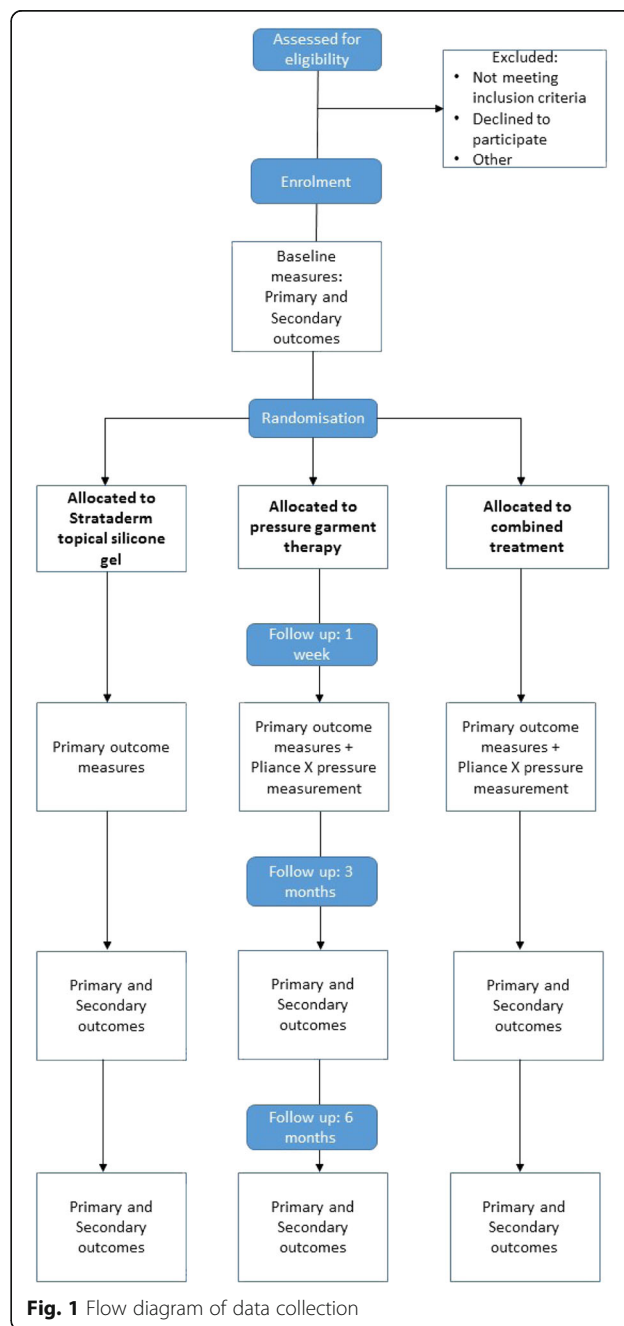 Assessed for
eligibility
Excluded:
• Not meeting
inclusion criteria
• Declined to
participate
• Other
Enrolment
Baseline
measures:
Primary and
Secondary
outcomes
Randomisation
Allocated to
Strataderm
topical silicone
gel
Allocated to
pressure garment
therapy
Allocated to
combined
treatment
Follow up: 1
week
Primary outcome
measures
Primary outcome
measures +
Pliance X pressure
measurement
Primary outcome
measures +
Pliance X pressure
measurement
Follow up: 3
months
Primary and
Secondary
outcomes
Primary and
Secondary
outcomes
Primary and
Secondary
outcomes
Follow up: 6
months
Primary and
Secondary
outcomes
Primary and
Secondary
outcomes
Primary and
Secondary
outcomes
Fig. 1 Flow diagram of data collection